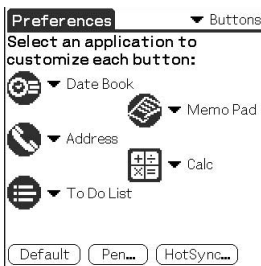 Preferences
Buttons
Select an application to
customize each button:
Date Book
Memo Pad
Address
Calc
To Do List
Default Pen... HotSync...